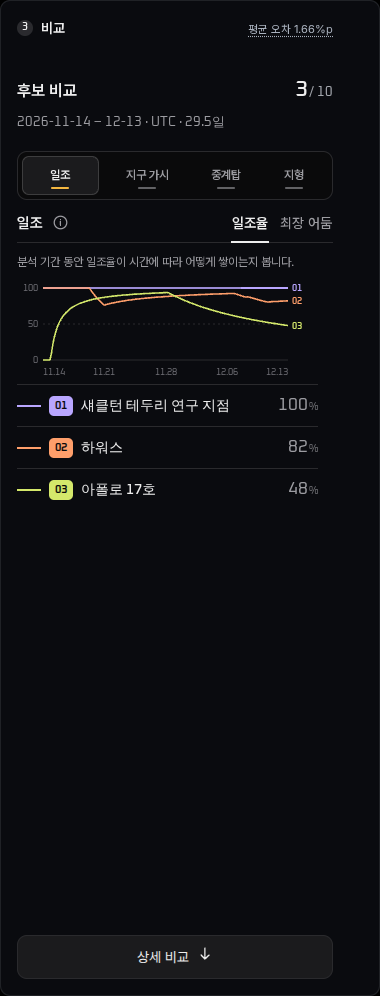 3 비교 평균 오차 1.66%p
후보 비교 3 / 10
2026-11-14 – 12-13 · UTC · 29.5일
일조 지구 가시 중계탑 지형
일조 ⓘ 일조율 최장 어둠
분석 기간 동안 일조율이 시간에 따라 어떻게 쌓이는지 봅니다.
100 01
02
50 03
0
11.14 11.21 11.28 12.06 12.13
01 섀클턴 테두리 연구 지점 100%
02 하워스 82%
03 아폴로 17호 48%
상세 비교 ↓